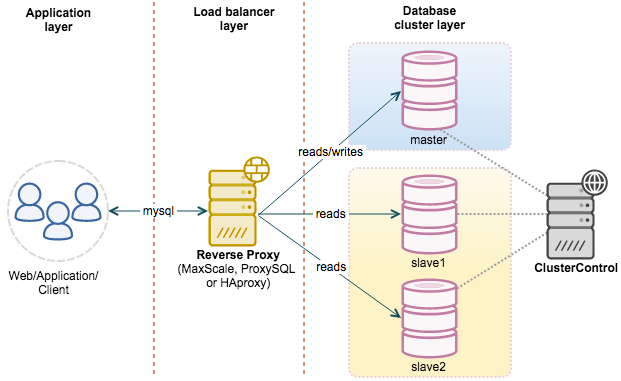 Application
layer
Load balancer
layer
Database
cluster layer
master
reads/writes
mysql
reads
slave1
Reverse Proxy
(MaxScale, ProxySQL
or HAproxy)
reads
Web/Application/
Client
ClusterControl
slave2